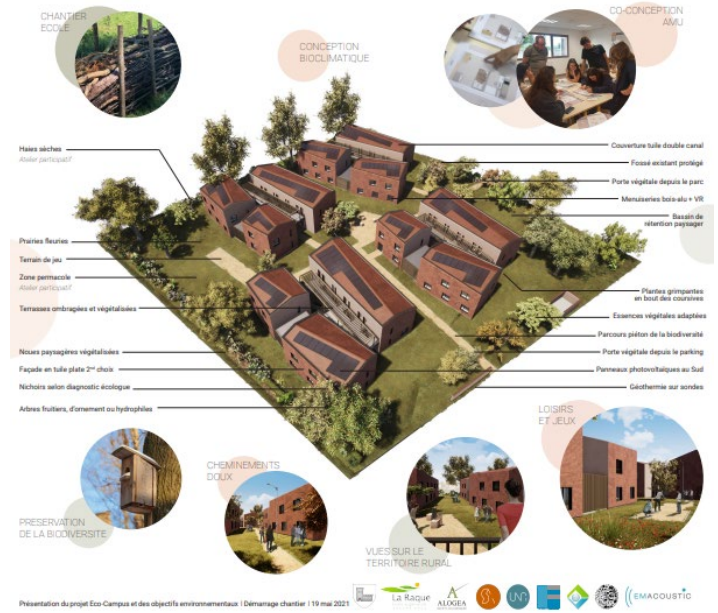 CHANTIER
ECOLE
CONCEPTION
BIOCLIMATIQUE
CO-CONCEPTION
AMU
Haies sèches
Atelier participatif
Prairies fleuries
Terrain de jeu
Zone permacole
Atelier participatif
Terrasses ombragées et végétalisées
Noues paysagères végétalisées
Façade en tuile plate 2nd choix
Nichoirs selon diagnostic écologue
Arbres fruitiers, d'ornement ou hydrophiles
Couverture tuile double canal
Fossé existant protégé
Porte végétale depuis le parc
Menuiseries bois-alu + VR
Bassin de
rétention paysager
Plantes grimpantes
en bout des coursives
Essences végétales adaptées
Parcours piéton de la biodiversité
Porte végétale depuis le parking
Panneaux photovoltaïques au Sud
Géothermie sur sondes
PRESERVATION
DE LA BIODIVERSITE
CHEMINEMENTS
DOUX
VUES SUR LE
TERRITOIRE RURAL
LOISIRS
ET JEUX
Présentation du projet Eco-Campus et des objectifs environnementaux I Démarrage chantier I 19 mai 2021
La Raque
ALOGEA
EMACOUSTIC